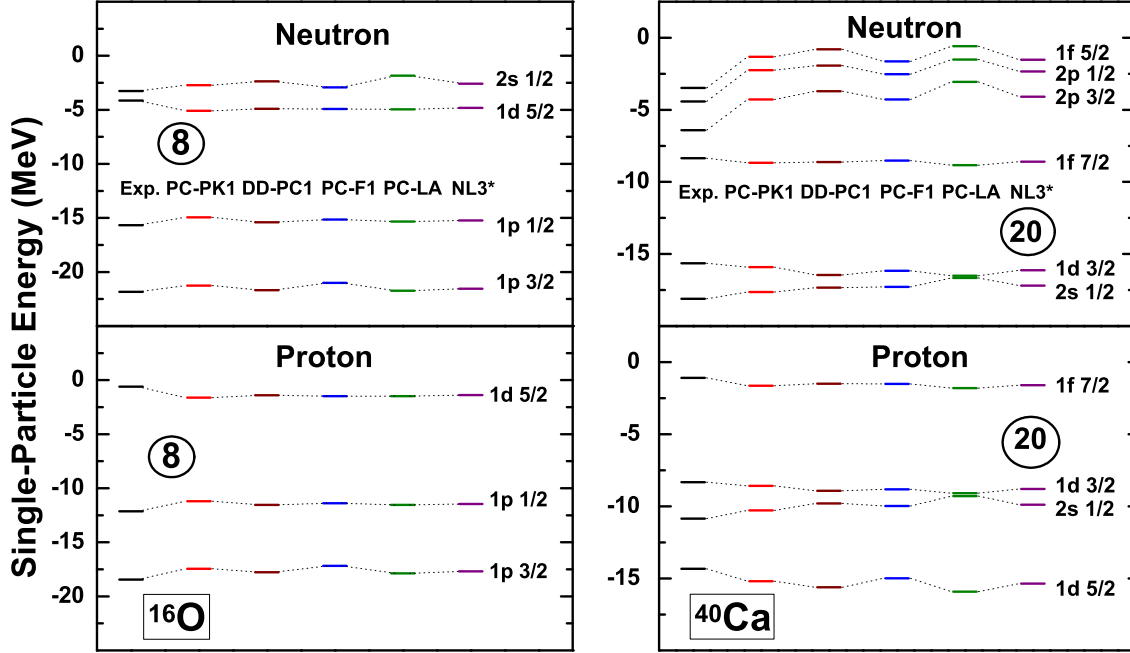 Single-Particle Energy (MeV)
Neutron
0
-5
-10
-15
-20
2s 1/2
1d 5/2
8
Exp. PC-PK1 DD-PC1 PC-F1 PC-LA NL3*
1p 1/2
1p 3/2
Neutron
0
-5
-10
-15
1f 5/2
2p 1/2
2p 3/2
1f 7/2
Exp. PC-PK1 DD-PC1 PC-F1 PC-LA NL3*
20
1d 3/2
2s 1/2
Proton
0
-5
-10
-15
-20
1d 5/2
8
1p 1/2
1p 3/2
¹⁶O
Proton
0
-5
-10
-15
1f 7/2
20
1d 3/2
2s 1/2
1d 5/2
⁴⁰Ca